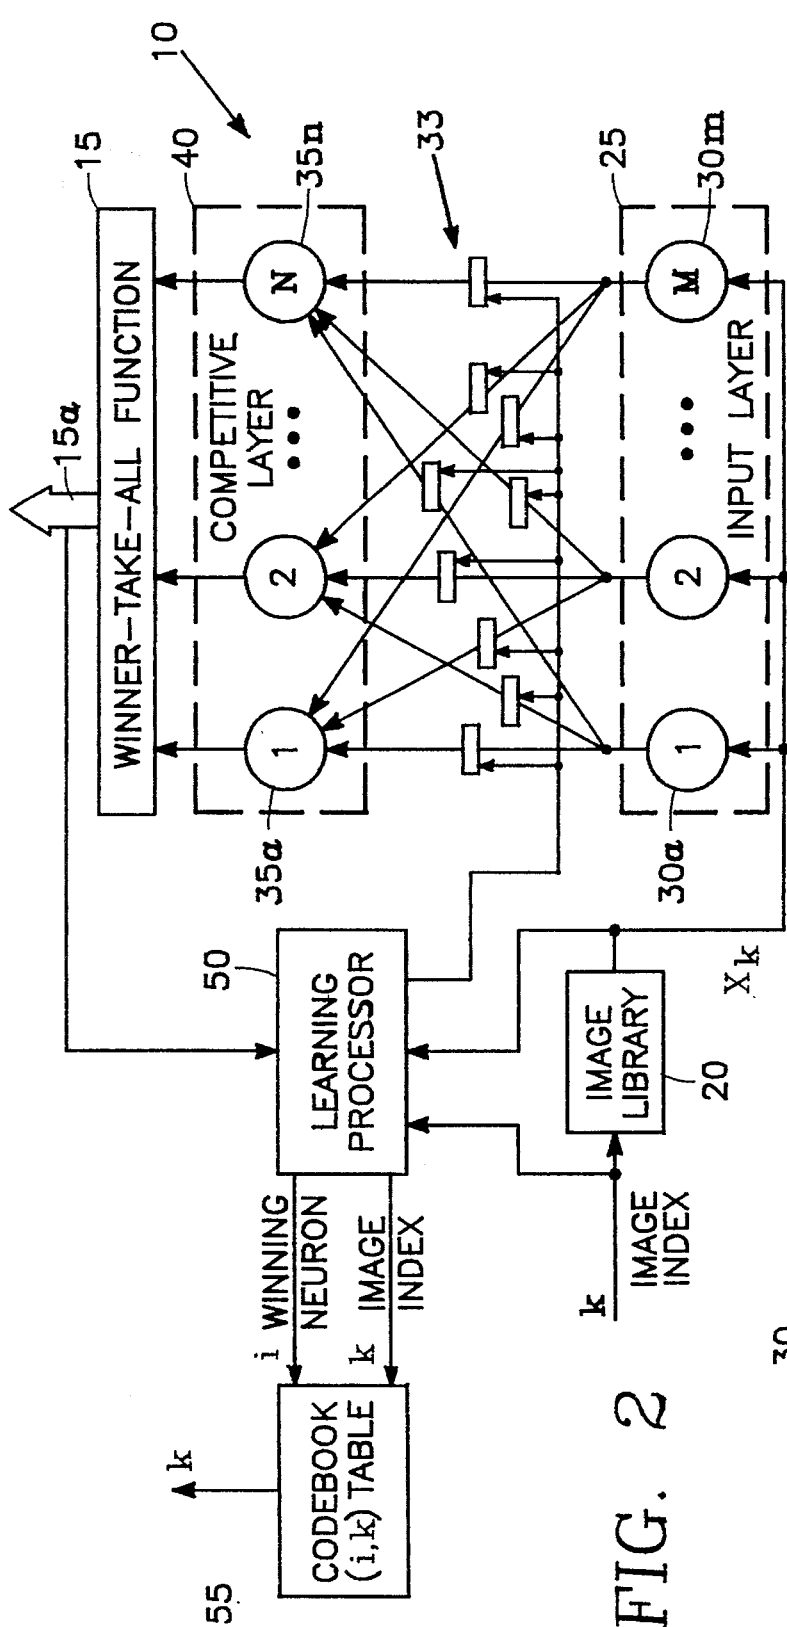 10
15
15a
WINNER–TAKE–ALL FUNCTION
40
COMPETITIVE
LAYER
1
2
N
35a
35n
33
25
1
2
M
INPUT LAYER
30a
30m
50
LEARNING
PROCESSOR
IMAGE
LIBRARY
20
Xk
i
WINNING
NEURON
k
IMAGE
INDEX
k
IMAGE
INDEX
k
CODEBOOK
(i,k) TABLE
55
FIG. 2